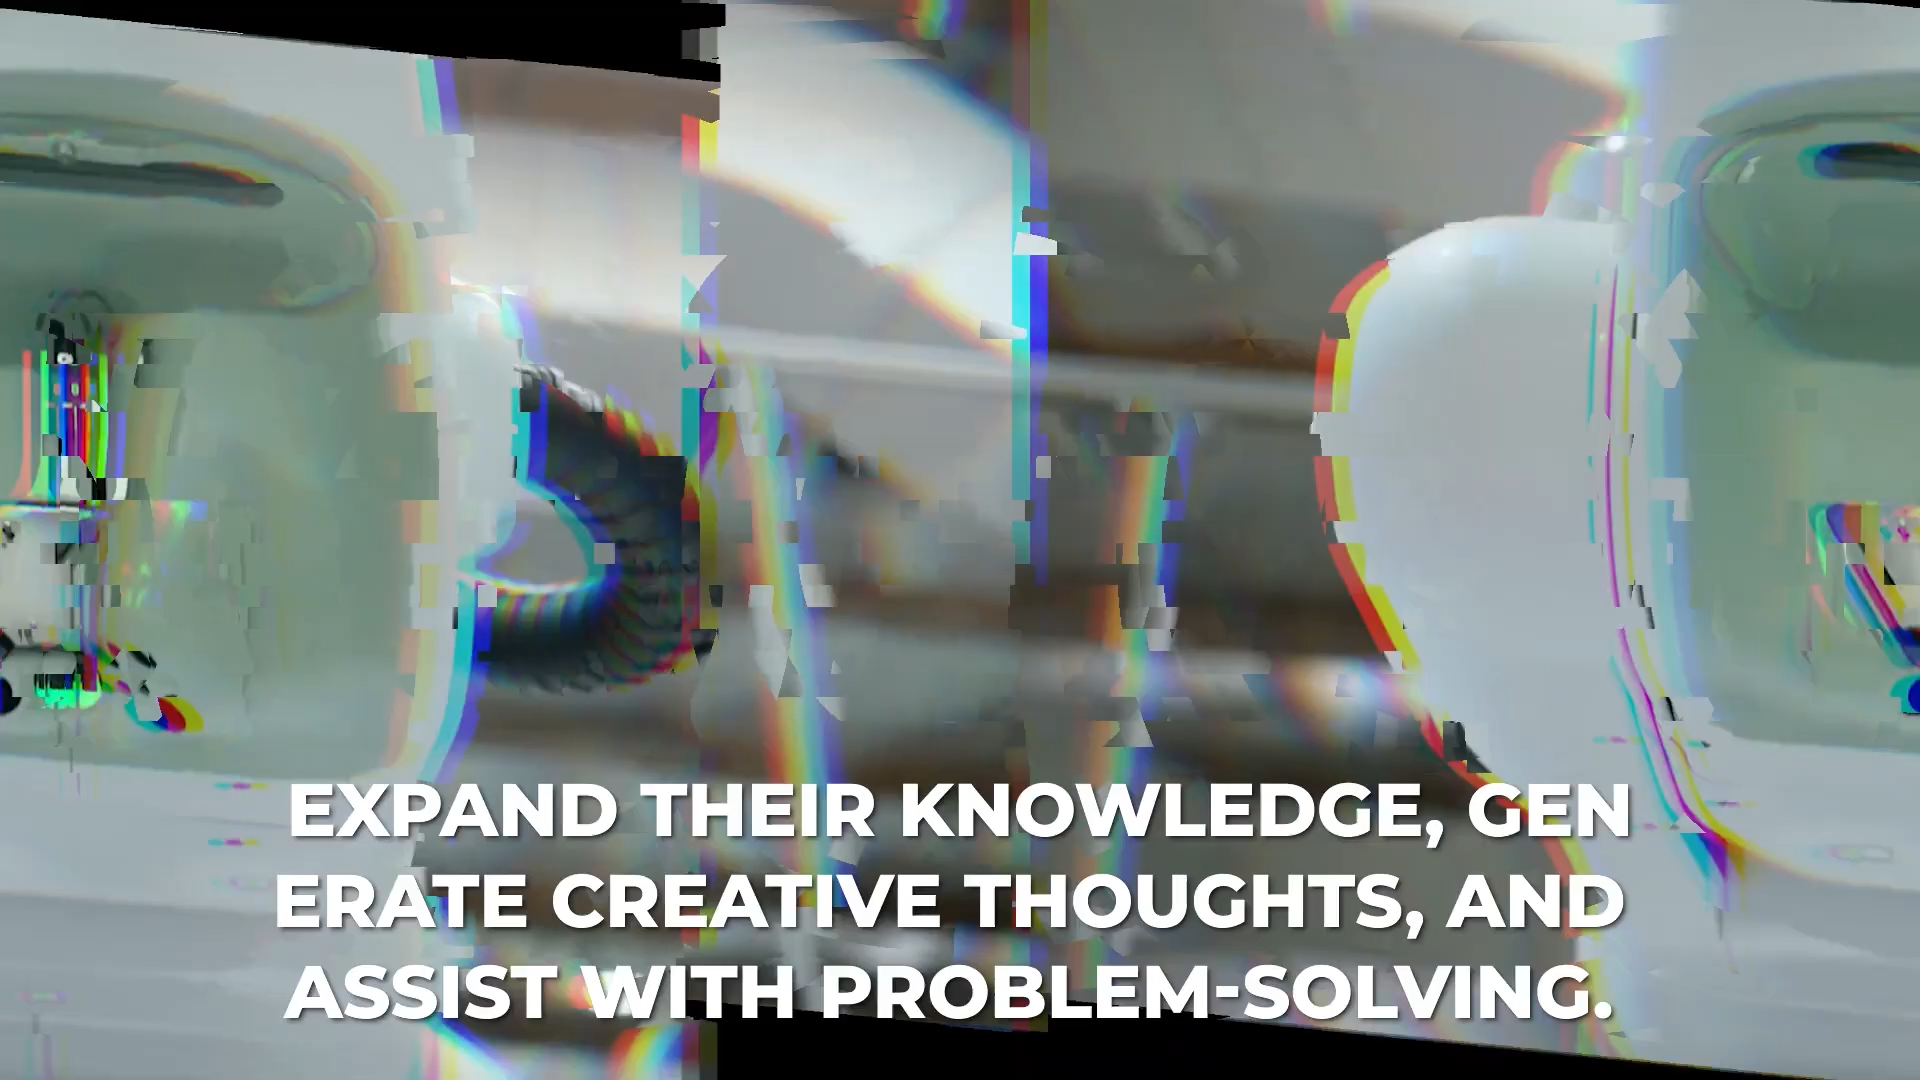 EXPAND THEIR KNOWLEDGE, GEN
ERATE CREATIVE THOUGHTS, AND
ASSIST WITH PROBLEM-SOLVING.